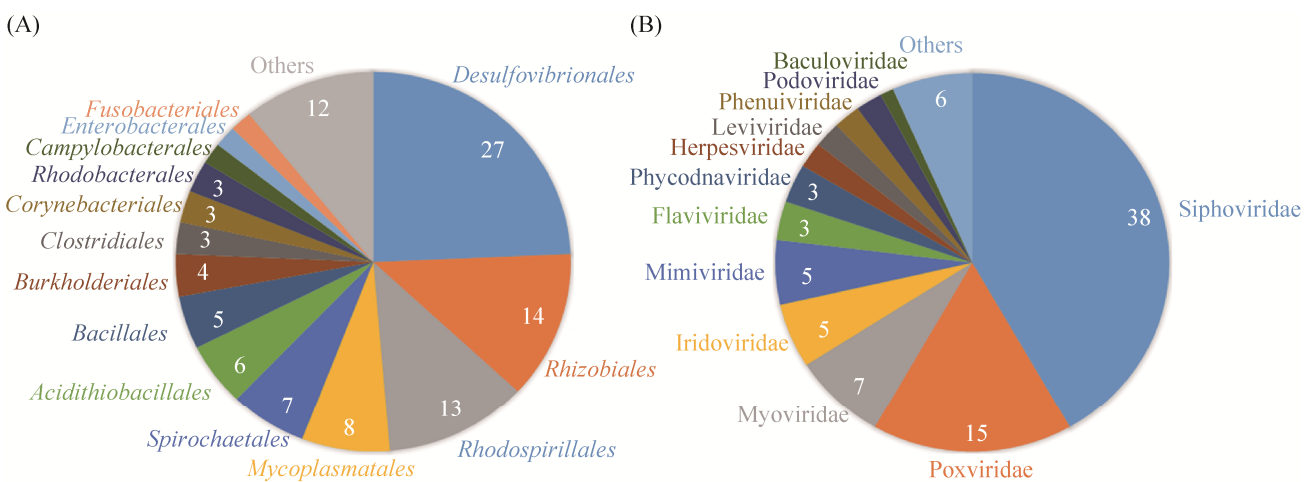 (A)
Others
Desulfovibrionales
Fusobacteriales
Enterobacterales
Campylobacterales
Rhodobacterales
Corynebacteriales
Clostridiales
Burkholderiales
Bacillales
Acidithiobacillales
Spirochaetales
Mycoplasmatales
Rhodospirillales
Rhizobiales
12
27
3
3
3
4
5
6
7
8
13
14
(B)
Others
Baculoviridae
Podoviridae
Phenuiviridae
Leviviridae
Herpesviridae
Phycodnaviridae
Flaviviridae
Mimiviridae
Iridoviridae
Myoviridae
Poxviridae
Siphoviridae
6
38
3
3
5
5
7
15